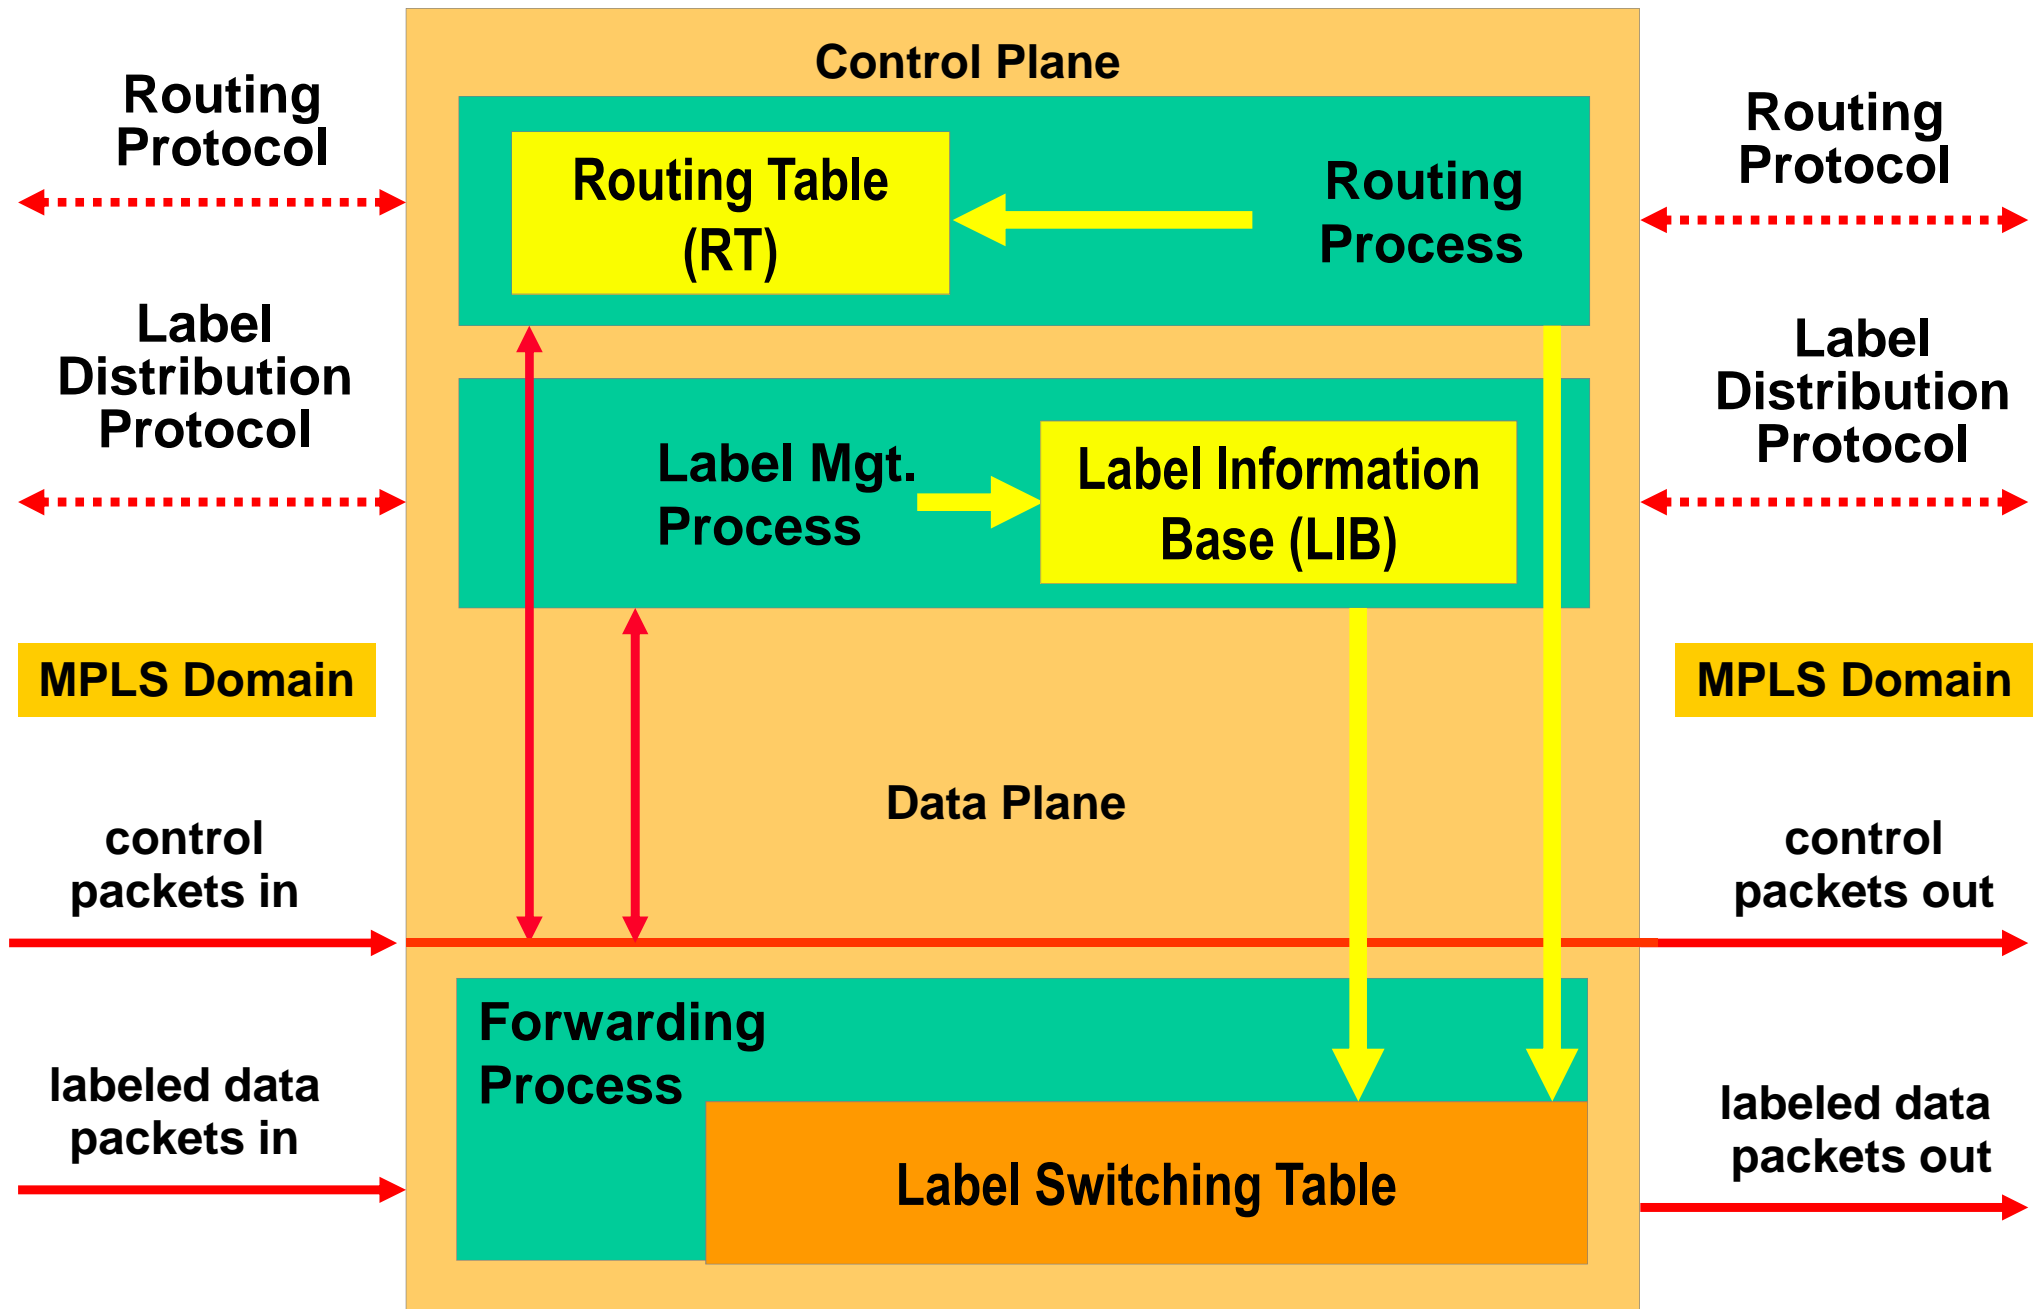 Control Plane
Routing
Protocol
Routing Table
(RT)
Routing
Process
Routing
Protocol
Label
Distribution
Protocol
Label Mgt.
Process
Label Information
Base (LIB)
Label
Distribution
Protocol
MPLS Domain
MPLS Domain
Data Plane
control
packets in
control
packets out
Forwarding
Process
labeled data
packets in
Label Switching Table
labeled data
packets out